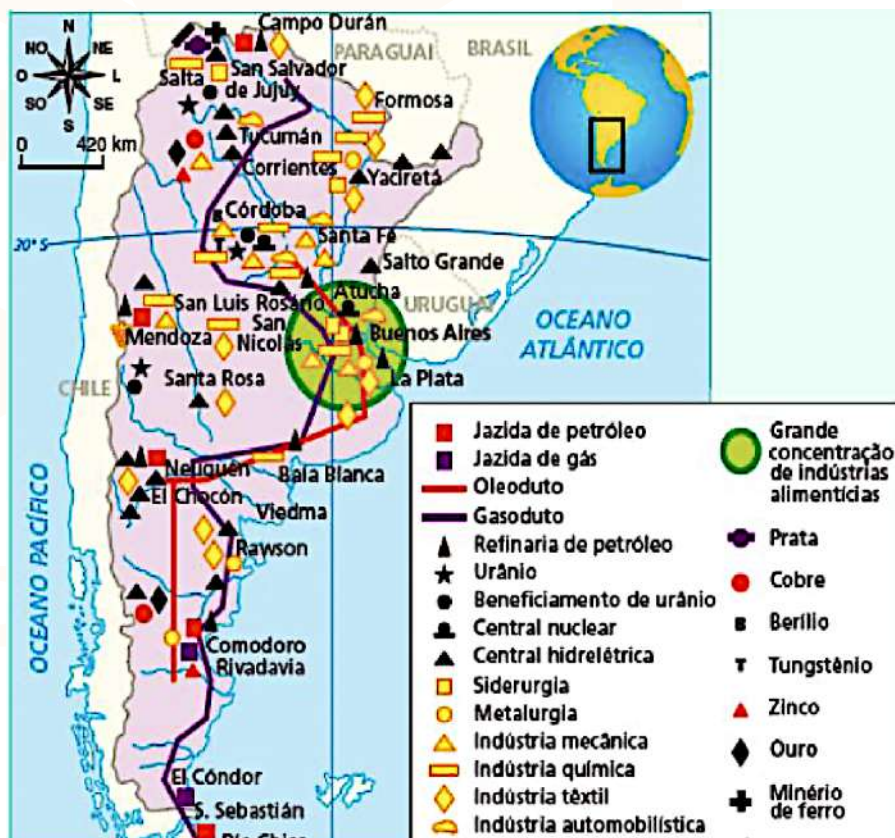 N
NO
NE
O
L
SO
SE
S
0 420 km
20° S
Campo Durán
PARAGUAI
BRASIL
Salta
San Salvador
de Jujuy
Formosa
Tucumán
Corrientes
Yaciretá
Córdoba
Santa Fé
Salto Grande
San Luis
Rosário
Atucha
URUGUAI
Mendoza
San
Nicolás
Buenos Aires
OCEANO
ATLÂNTICO
CHILE
Santa Rosa
La Plata
Neuquén
Baía Blanca
El Chocón
Viedma
Rawson
OCEANO PACÍFICO
Comodoro
Rivadavia
El Cóndor
S. Sebastián
Jazida de petróleo
Jazida de gás
Oleoduto
Gasoduto
Refinaria de petróleo
Urânio
Beneficiamento de urânio
Central nuclear
Central hidrelétrica
Siderurgia
Metalurgia
Indústria mecânica
Indústria química
Indústria têxtil
Indústria automobilística
Grande
concentração
de indústrias
alimentícias
Prata
Cobre
B Berílio
T Tungstênio
Zinco
Ouro
Minério
de ferro